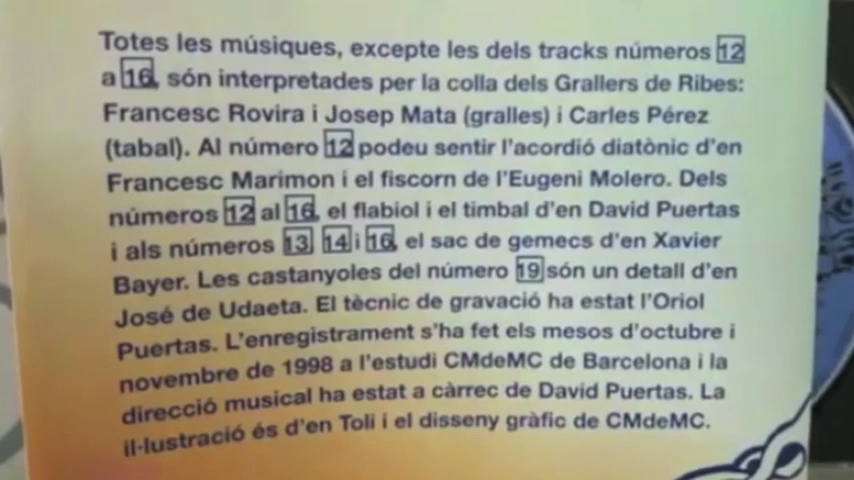 Totes les músiques, excepte les dels tracks números 12
a 16, són interpretades per la colla dels Grallers de Ribes:
Francesc Rovira i Josep Mata (gralles) i Carles Pérez
(tabal). Al número 12 podeu sentir l'acordió diatònic d'en
Francesc Marimon i el fiscorn de l'Eugeni Molero. Dels
números 12 al 16, el flabiol i el timbal d'en David Puertas
i als números 13 14 i 16, el sac de gemecs d'en Xavier
Bayer. Les castanyoles del número 19 són un detall d'en
José de Udaeta. El tècnic de gravació ha estat l'Oriol
Puertas. L'enregistrament s'ha fet els mesos d'octubre i
novembre de 1998 a l'estudi CMdeMC de Barcelona i la
direcció musical ha estat a càrrec de David Puertas. La
il·lustració és d'en Toli i el disseny gràfic de CMdeMC.